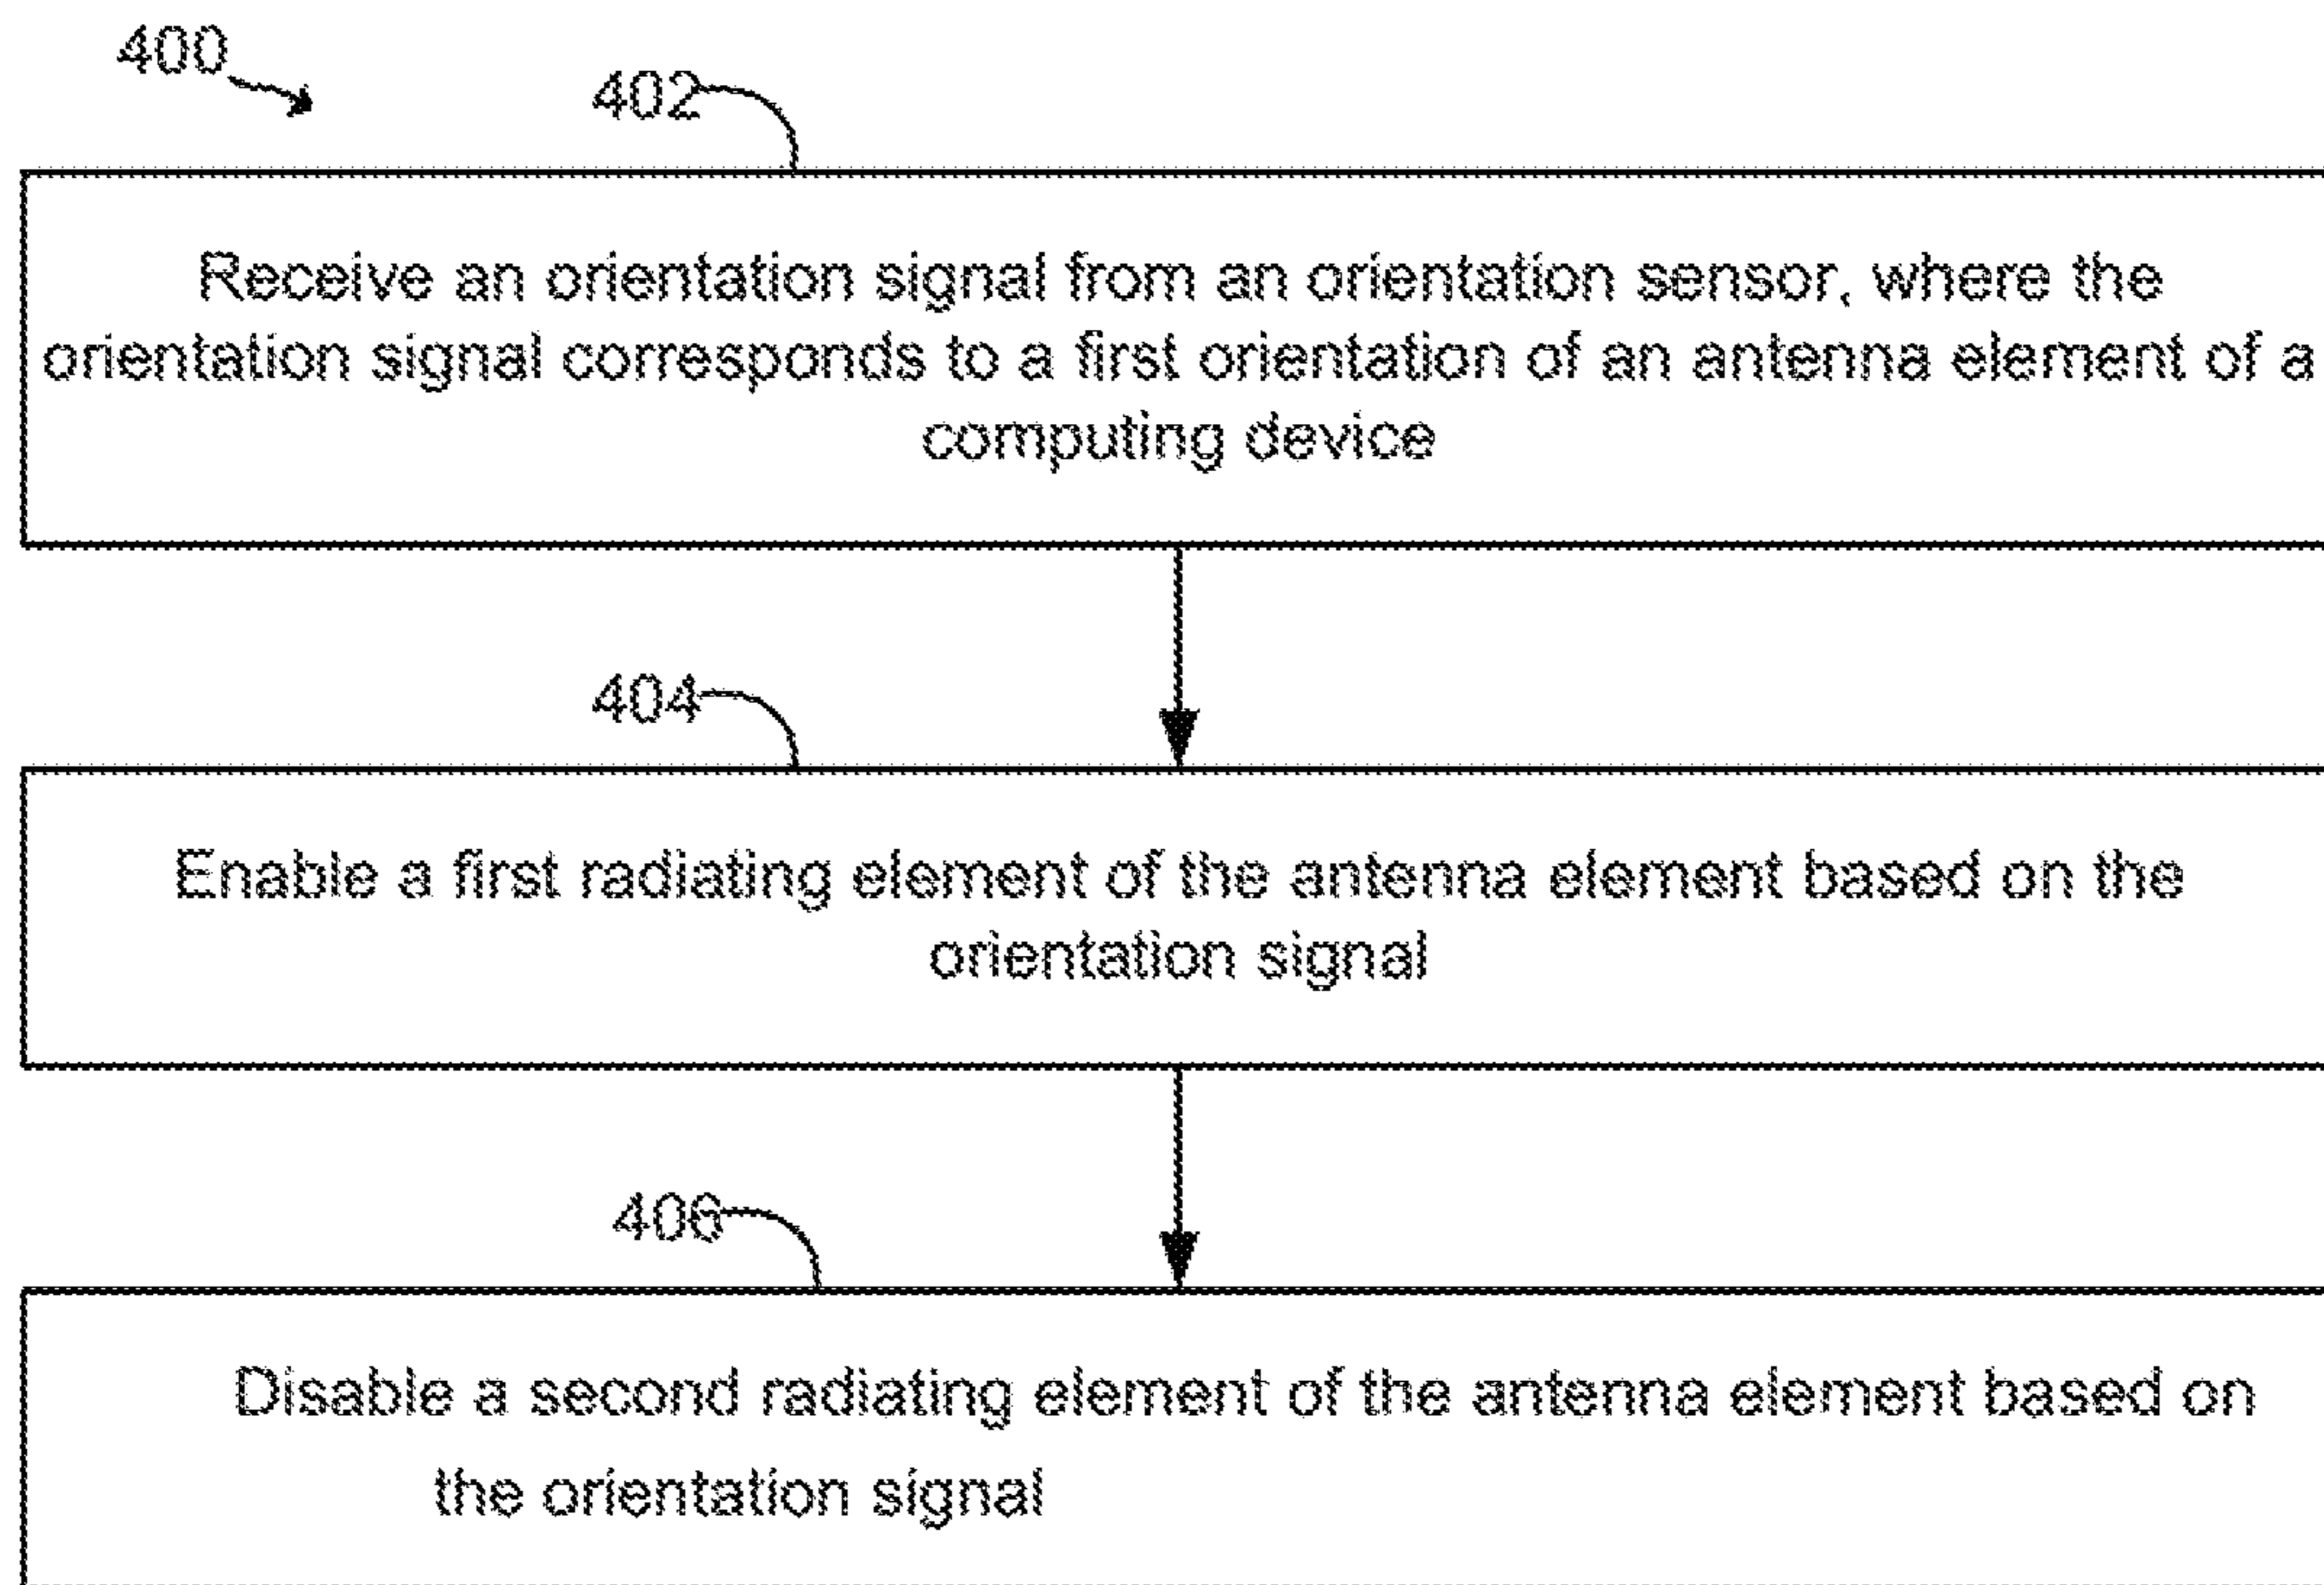 400
402
Receive an orientation signal from an orientation sensor, where the
orientation signal corresponds to a first orientation of an antenna element of a
computing device
404
Enable a first radiating element of the antenna element based on the
orientation signal
406
Disable a second radiating element of the antenna element based on
the orientation signal